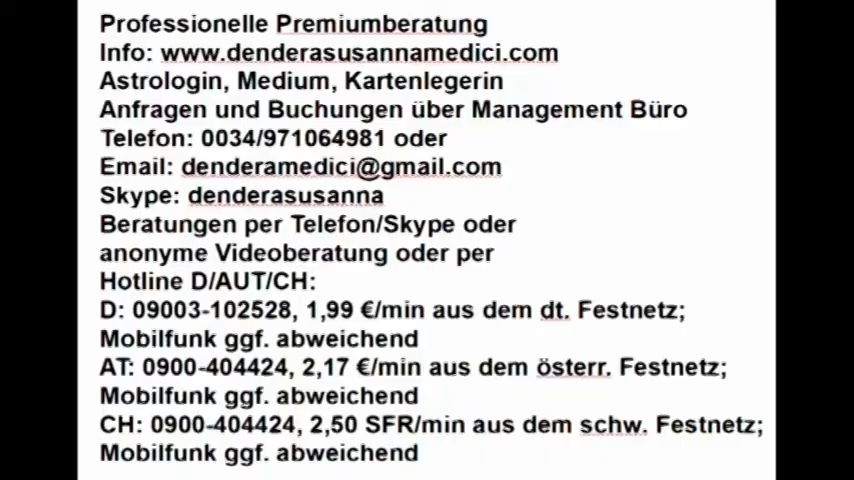 Professionelle Premiumberatung
Info: www.denderasusannamedici.com
Astrologin, Medium, Kartenlegerin
Anfragen und Buchungen über Management Büro
Telefon: 0034/971064981 oder
Email: denderamedici@gmail.com
Skype: denderasusanna
Beratungen per Telefon/Skype oder
anonyme Videoberatung oder per
Hotline D/AUT/CH:
D: 09003-102528, 1,99 €/min aus dem dt. Festnetz;
Mobilfunk ggf. abweichend
AT: 0900-404424, 2,17 €/min aus dem österr. Festnetz;
Mobilfunk ggf. abweichend
CH: 0900-404424, 2,50 SFR/min aus dem schw. Festnetz;
Mobilfunk ggf. abweichend